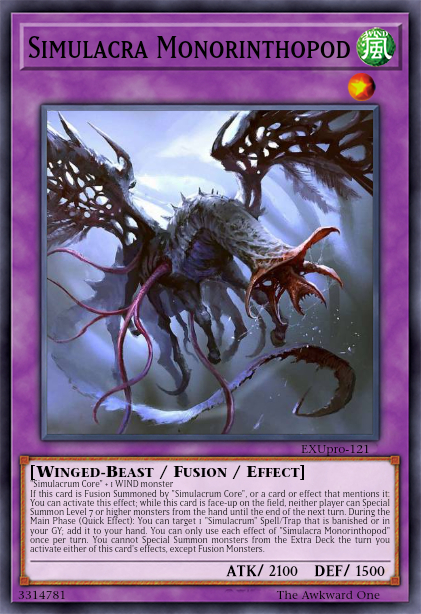 Simulacra Monorinthopod
WIND
風
EXUpro-121
[Winged-Beast / Fusion / Effect]
"Simulacrum Core" + 1 WIND monster
If this card is Fusion Summoned by "Simulacrum Core", or a card or effect that mentions it:
You can activate this effect; while this card is face-up on the field, neither player can Special
Summon Level 7 or higher monsters from the hand until the end of the next turn. During the
Main Phase (Quick Effect): You can target 1 "Simulacrum" Spell/Trap that is banished or in
your GY; add it to your hand. You can only use each effect of "Simulacra Monorinthopod"
once per turn. You cannot Special Summon monsters from the Extra Deck the turn you
activate either of this card's effects, except Fusion Monsters.
ATK/ 2100 DEF/ 1500
3314781 The Awkward One